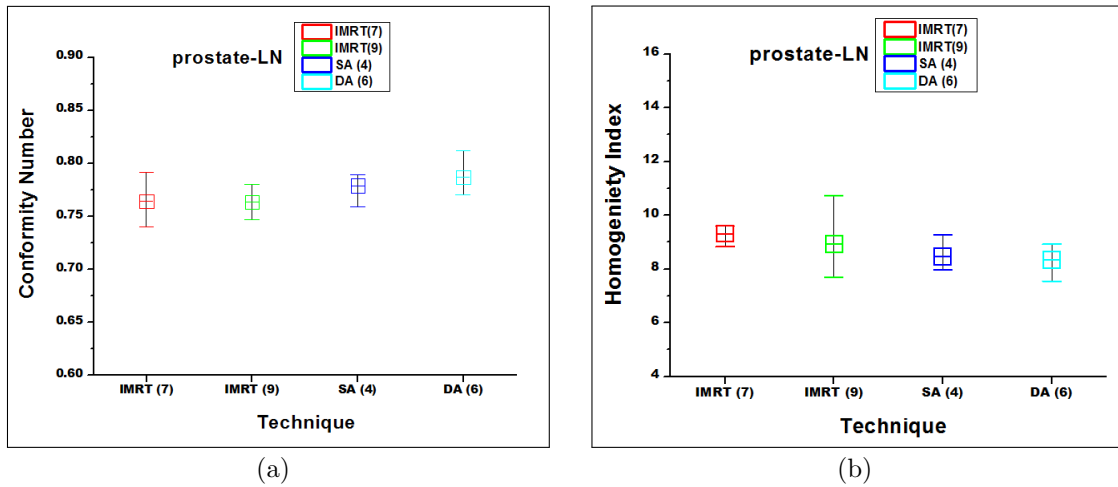 prostate-LN
IMRT(7)
IMRT(9)
SA (4)
DA (6)
Conformity Number
0.90
0.85
0.80
0.75
0.70
0.65
0.60
IMRT (7)
IMRT (9)
SA (4)
DA (6)
Technique
(a)
prostate-LN
IMRT(7)
IMRT(9)
SA (4)
DA (6)
Homogeniety Index
16
14
12
10
8
6
4
IMRT (7)
IMRT (9)
SA (4)
DA (6)
Technique
(b)